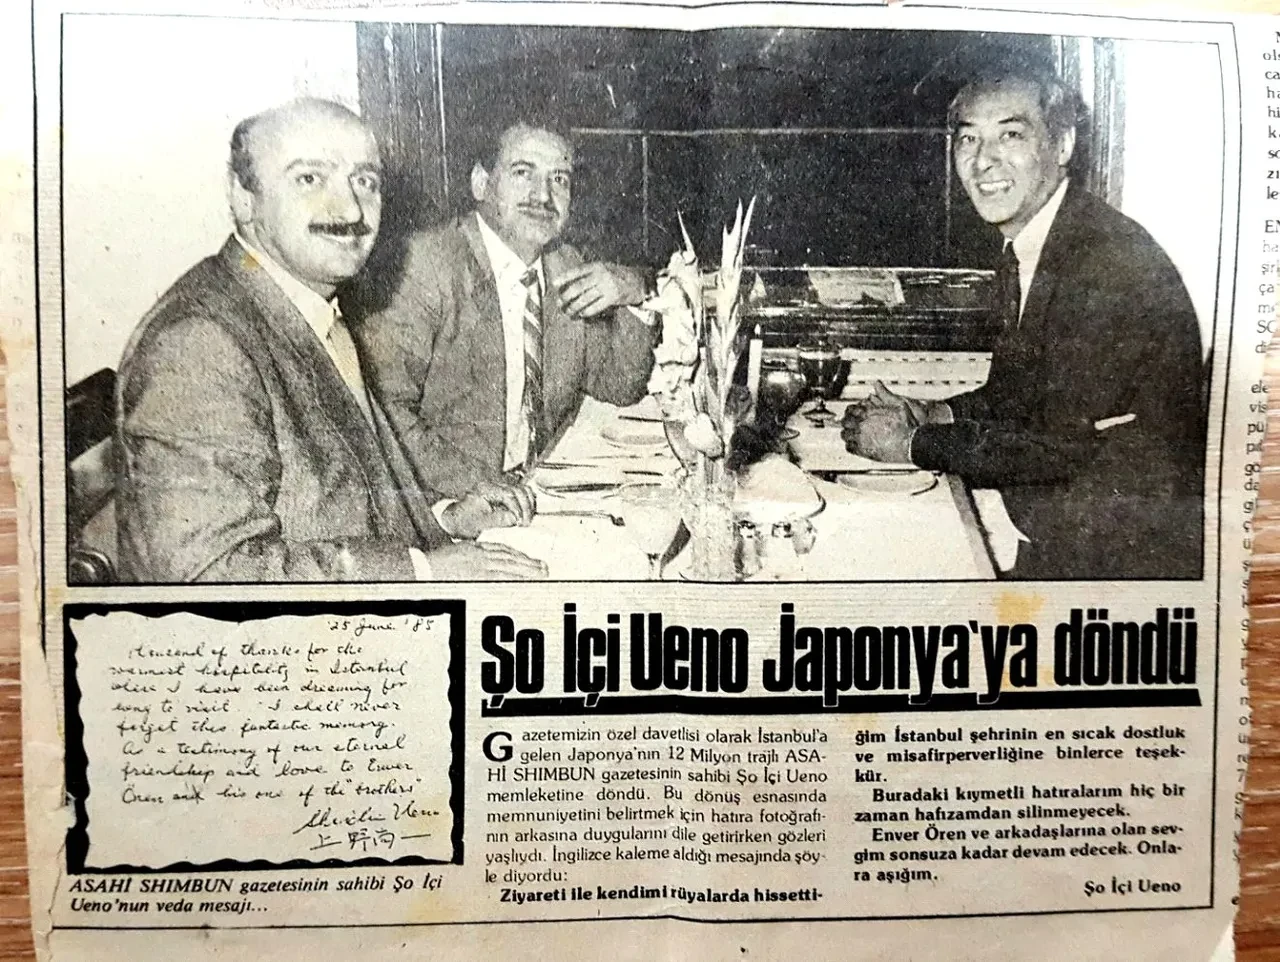 25 June '85
thousand of thanks for the
warmest hospitality in Istanbul
where I have been dreaming for
long to visit. I shall never
forget this fantastic memory.
As a testimony of our eternal
friendship and love to Enver
Ören and his one of the "brothers"
Shoichi Ueno
上野尚一
ASAHİ SHIMBUN gazetesinin sahibi Şo İçi
Ueno'nun veda mesajı...
Şo İçi Ueno Japonya'ya döndü
Gazetemizin özel davetlisi olarak İstanbul'a
gelen Japonya'nın 12 Milyon trajlı ASA-
Hİ SHIMBUN gazetesinin sahibi Şo İçi Ueno
memleketine döndü. Bu dönüş esnasında
memnuniyetini belirtmek için hatıra fotoğrafı-
nın arkasına duygularını dile getirirken gözleri
yaşlıydı. İngilizce kaleme aldığı mesajında şöy-
le diyordu:
Ziyareti ile kendimi rüyalarda hissetti-
ğim İstanbul şehrinin en sıcak dostluk
ve misafirperverliğine binlerce teşek-
kür.
Buradaki kıymetli hatıralarım hiç bir
zaman hafızamdan silinmeyecek.
Enver Ören ve arkadaşlarına olan sev-
gim sonsuza kadar devam edecek. Onla-
ra aşığım.
Şo İçi Ueno